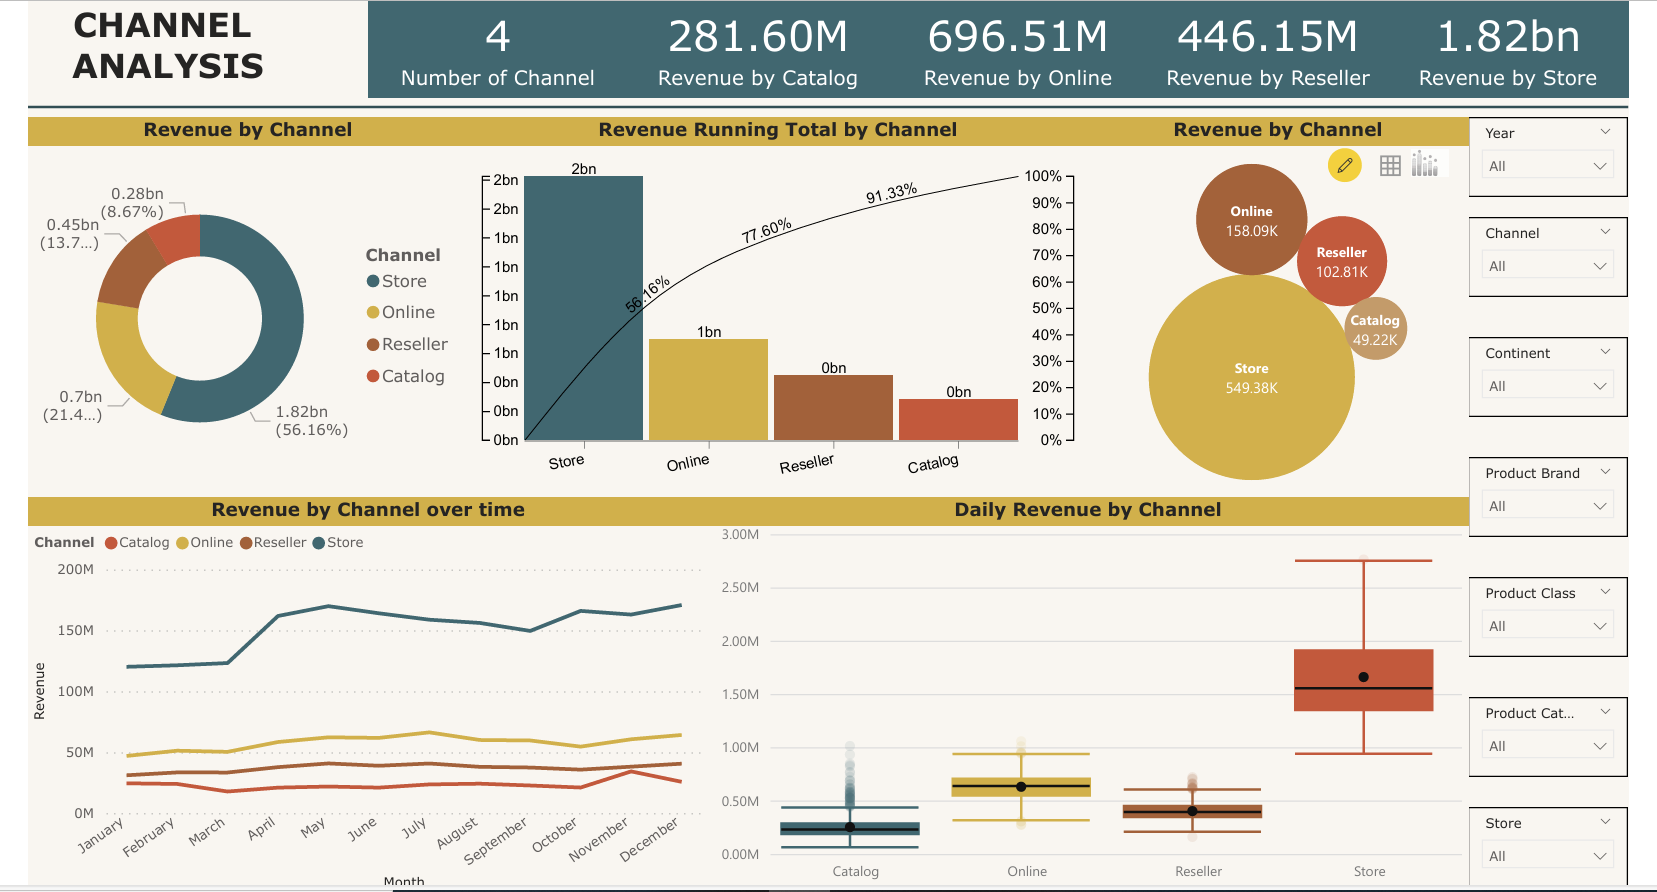 CHANNEL
ANALYSIS
4
Number of Channel
281.60M
Revenue by Catalog
696.51M
Revenue by Online
446.15M
Revenue by Reseller
1.82bn
Revenue by Store
Revenue by Channel
0.28bn
(8.67%)
0.45bn
(13.7...)
0.7bn
(21.4...)
1.82bn
(56.16%)
Channel
Store
Online
Reseller
Catalog
Revenue Running Total by Channel
2bn
2bn
1bn
1bn
1bn
1bn
1bn
0bn
0bn
0bn
2bn
1bn
0bn
0bn
56.16%
77.60%
91.33%
100%
90%
80%
70%
60%
50%
40%
30%
20%
10%
0%
Store
Online
Reseller
Catalog
Revenue by Channel
Online
158.09K
Reseller
102.81K
Catalog
49.22K
Store
549.38K
Year
All
Channel
All
Continent
All
Product Brand
All
Product Class
All
Product Cat...
All
Store
All
Revenue by Channel over time
Channel Catalog Online Reseller Store
Revenue
200M
150M
100M
50M
0M
January
February
March
April
May
June
July
August
September
October
November
December
Month
Daily Revenue by Channel
3.00M
2.50M
2.00M
1.50M
1.00M
0.50M
0.00M
Catalog
Online
Reseller
Store